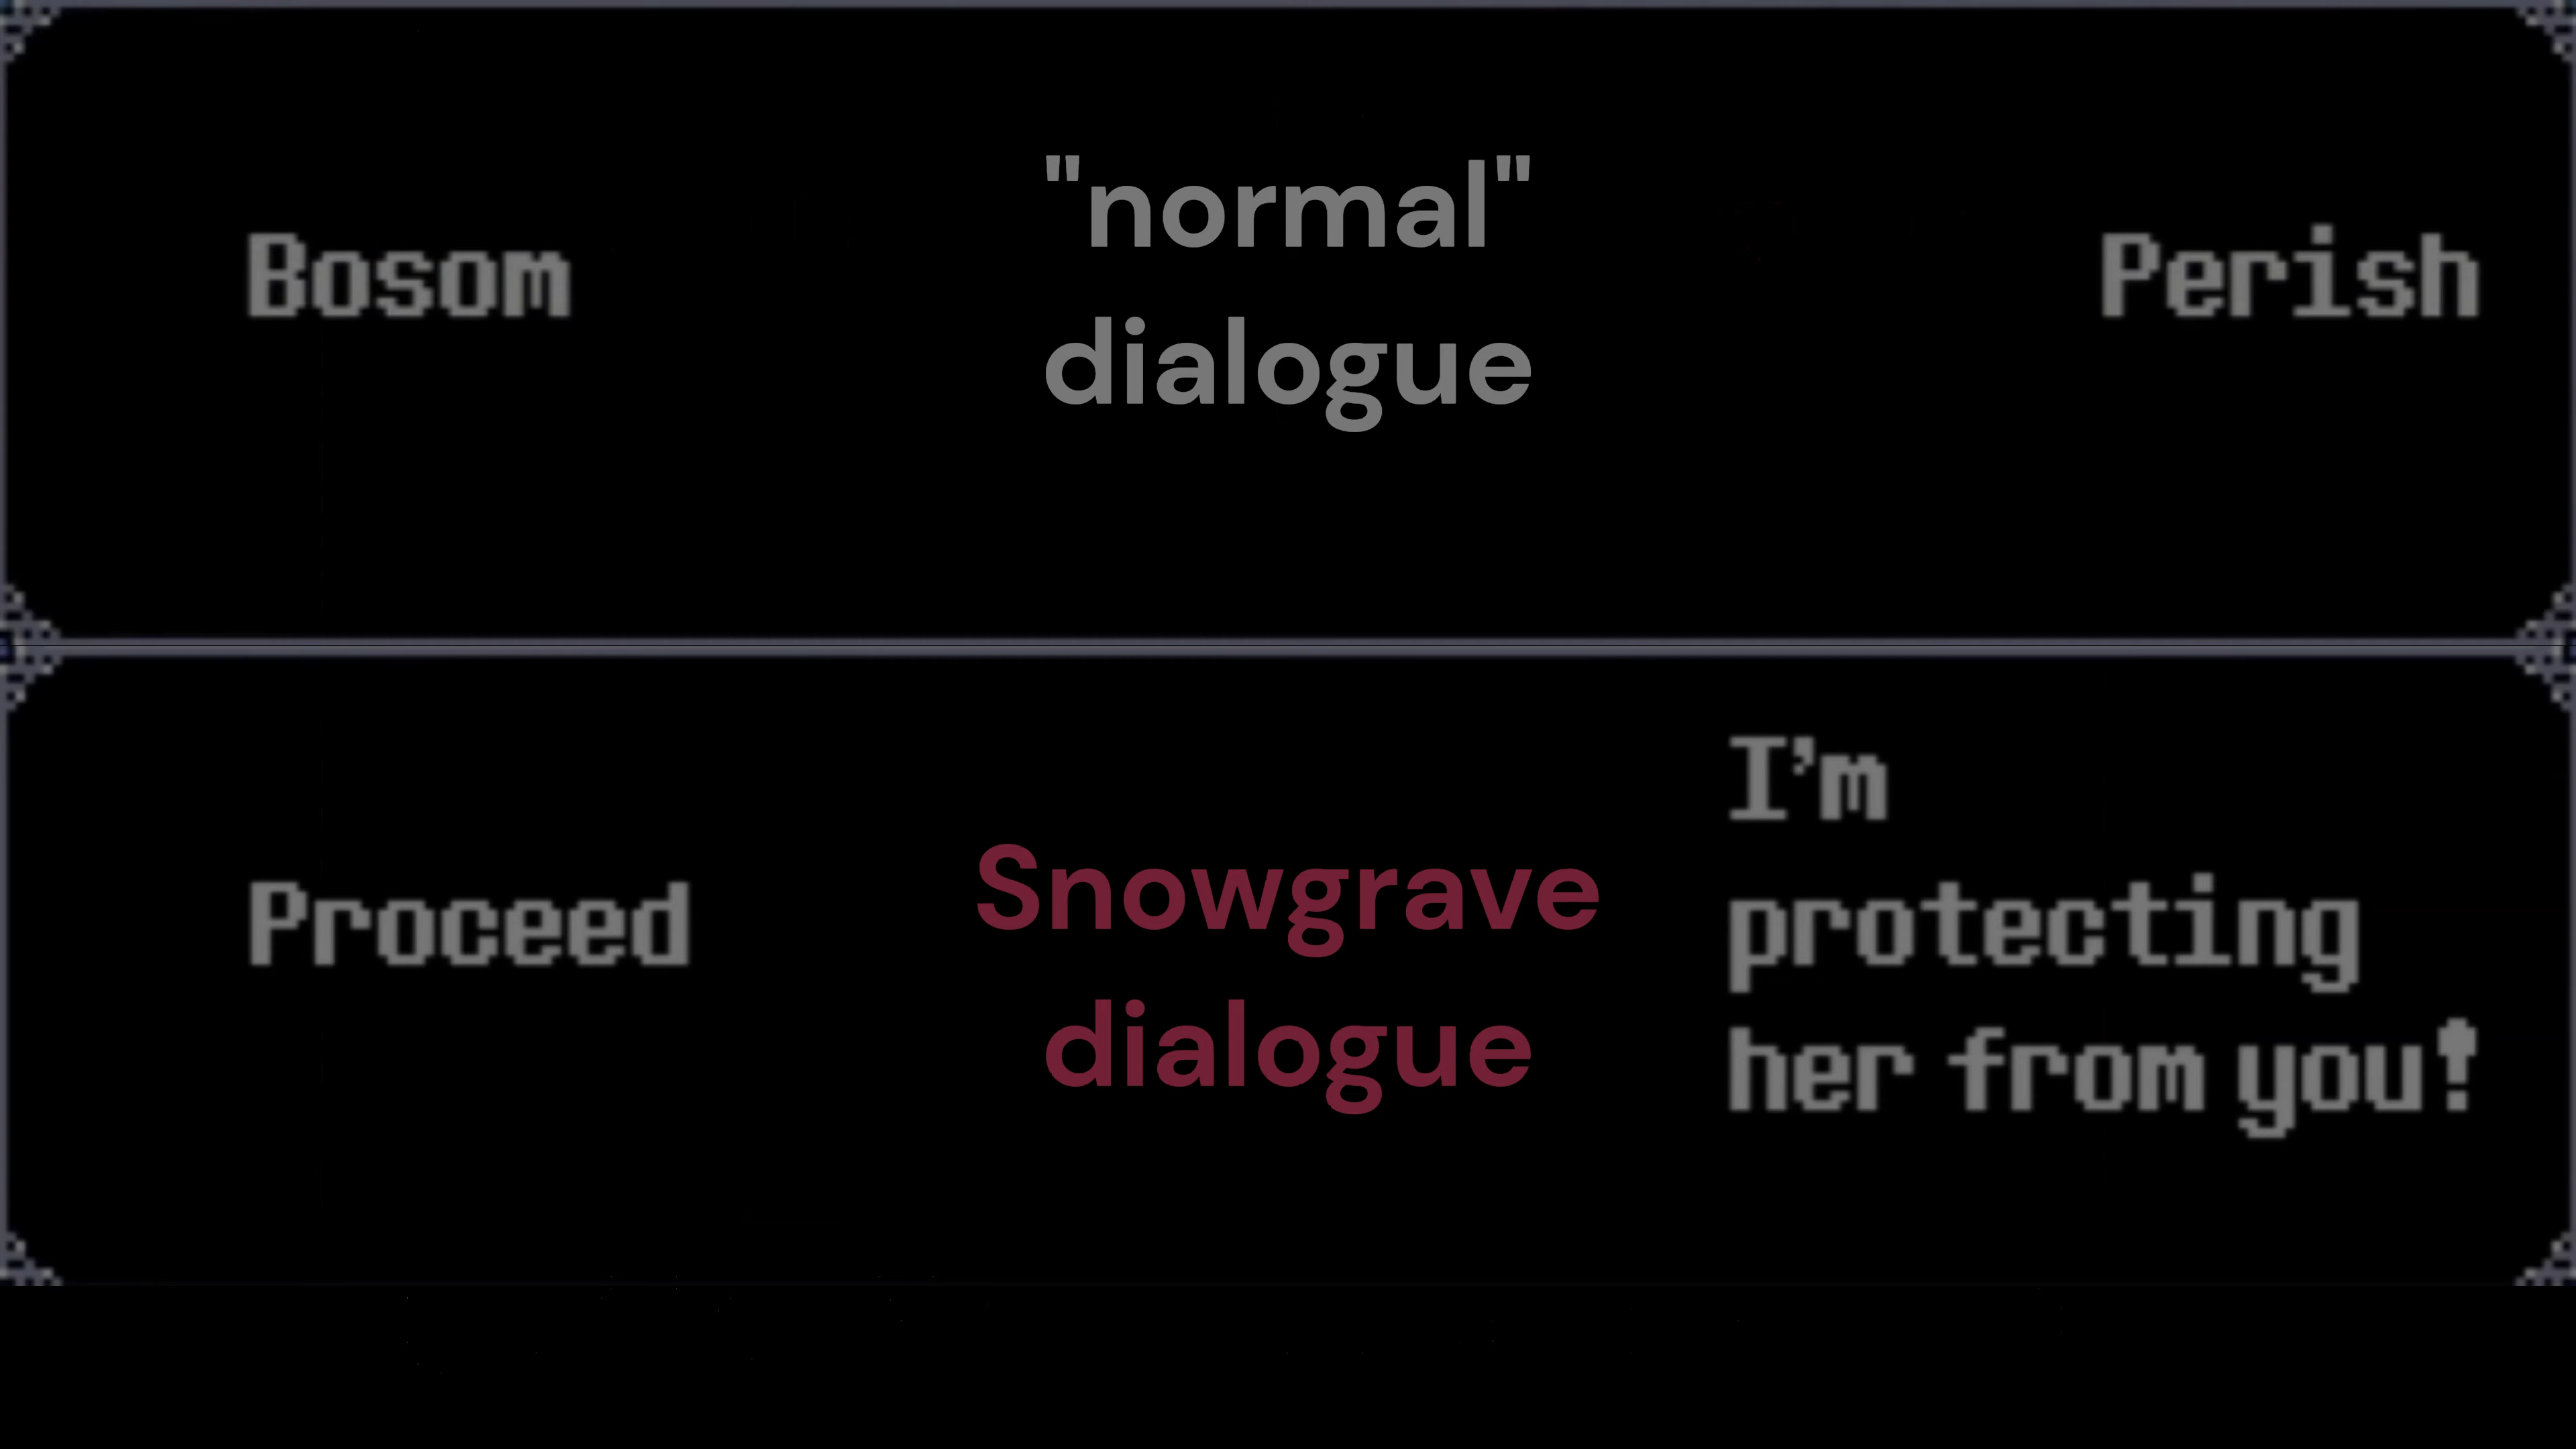 Bosom
"normal"
dialogue
Perish
Proceed
Snowgrave
dialogue
I'm
protecting
her from you!